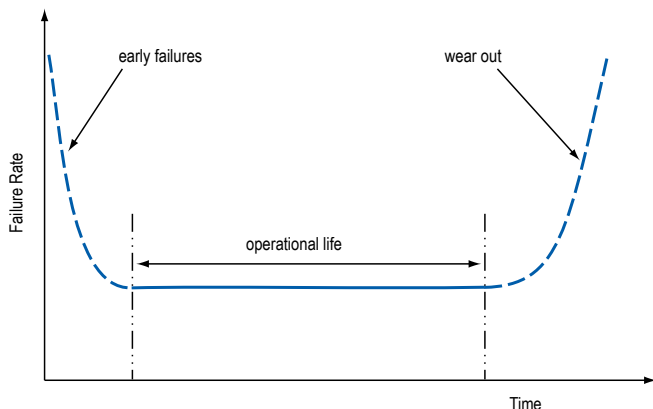 early failures
wear out
Failure Rate
operational life
Time